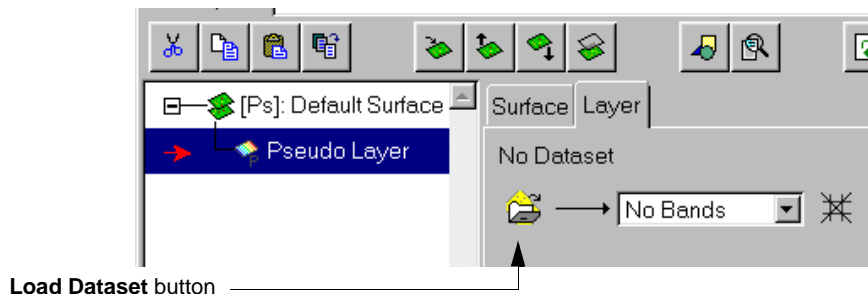 [Ps]: Default Surface
Surface Layer
Pseudo Layer
No Dataset
No Bands
Load Dataset button